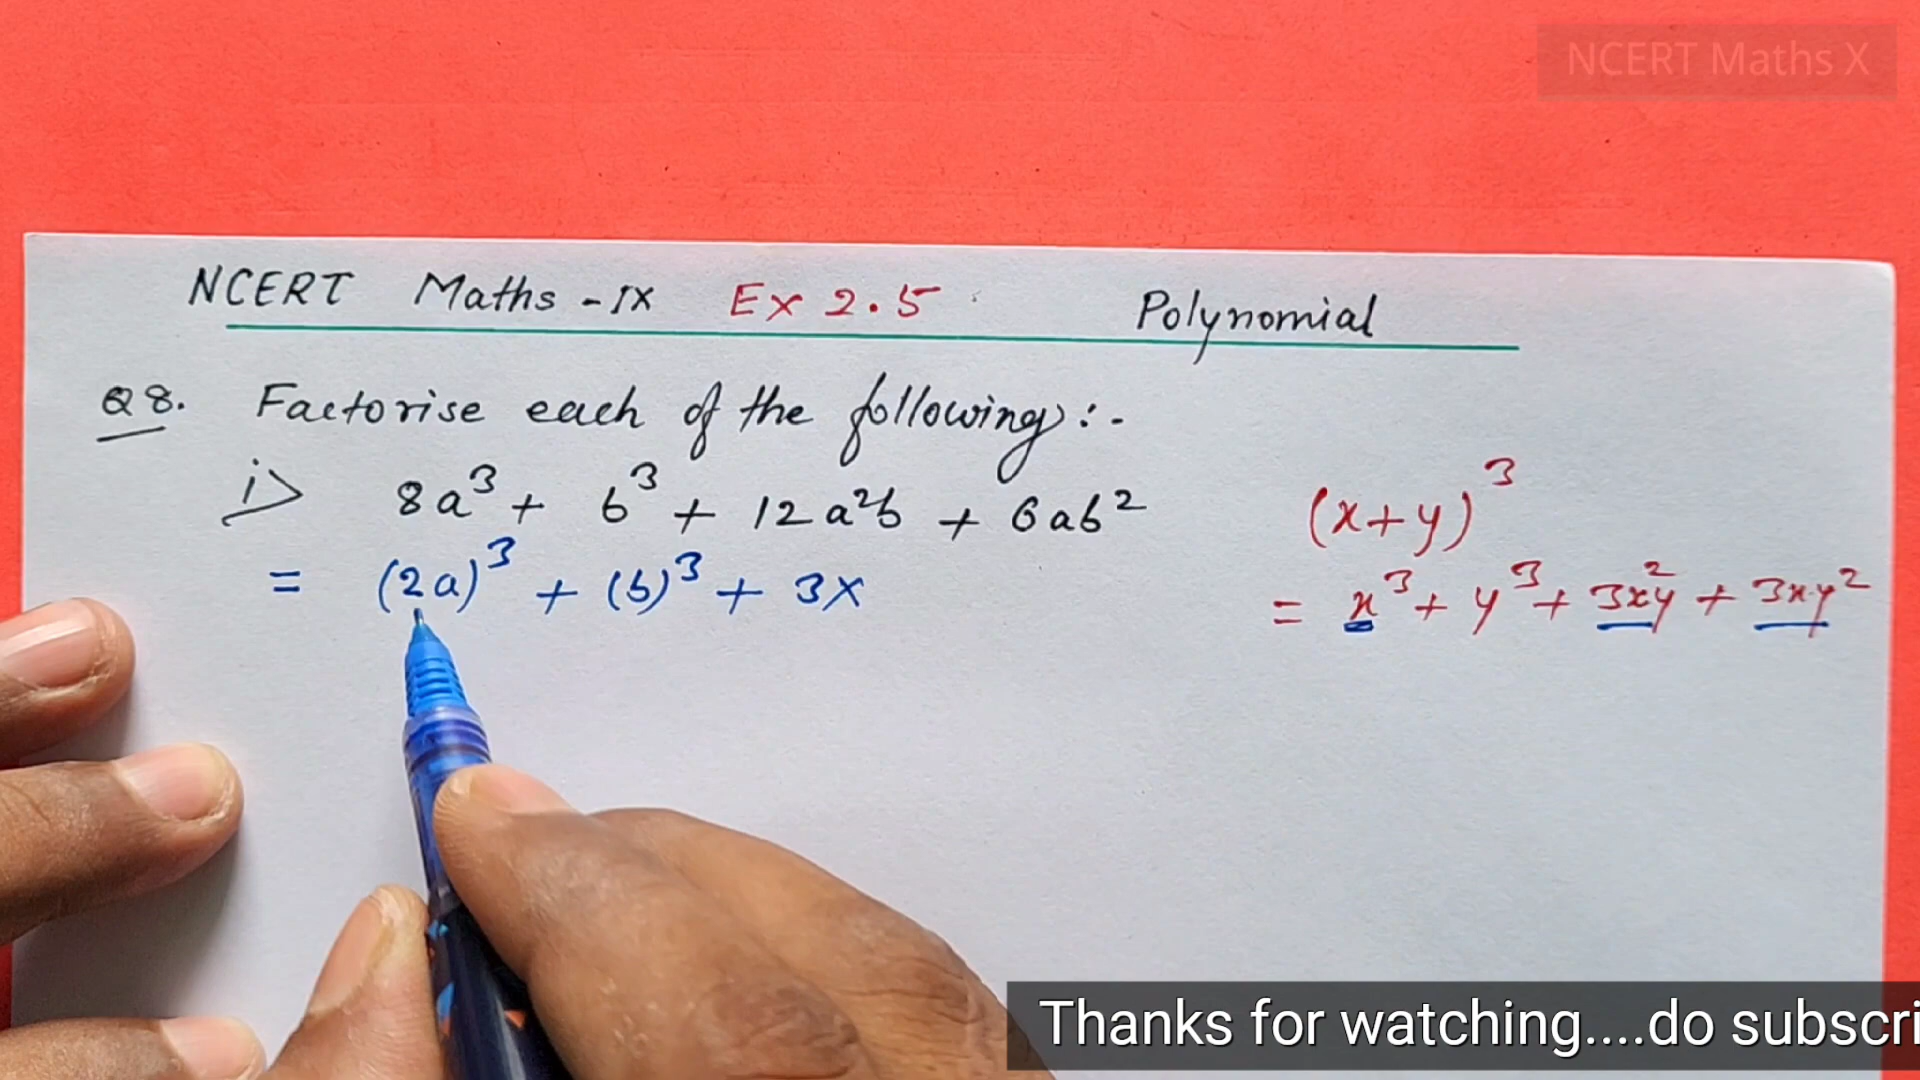 NCERT Maths X
NCERT Maths - IX Ex 2.5 Polynomial
Q8. Factorise each of the following:-
i> 8a³ + b³ + 12a²b + 6ab²
= (2a)³ + (b)³ + 3×
(x+y)³
= x³ + y³ + 3x²y + 3xy²
Thanks for watching....do subscri